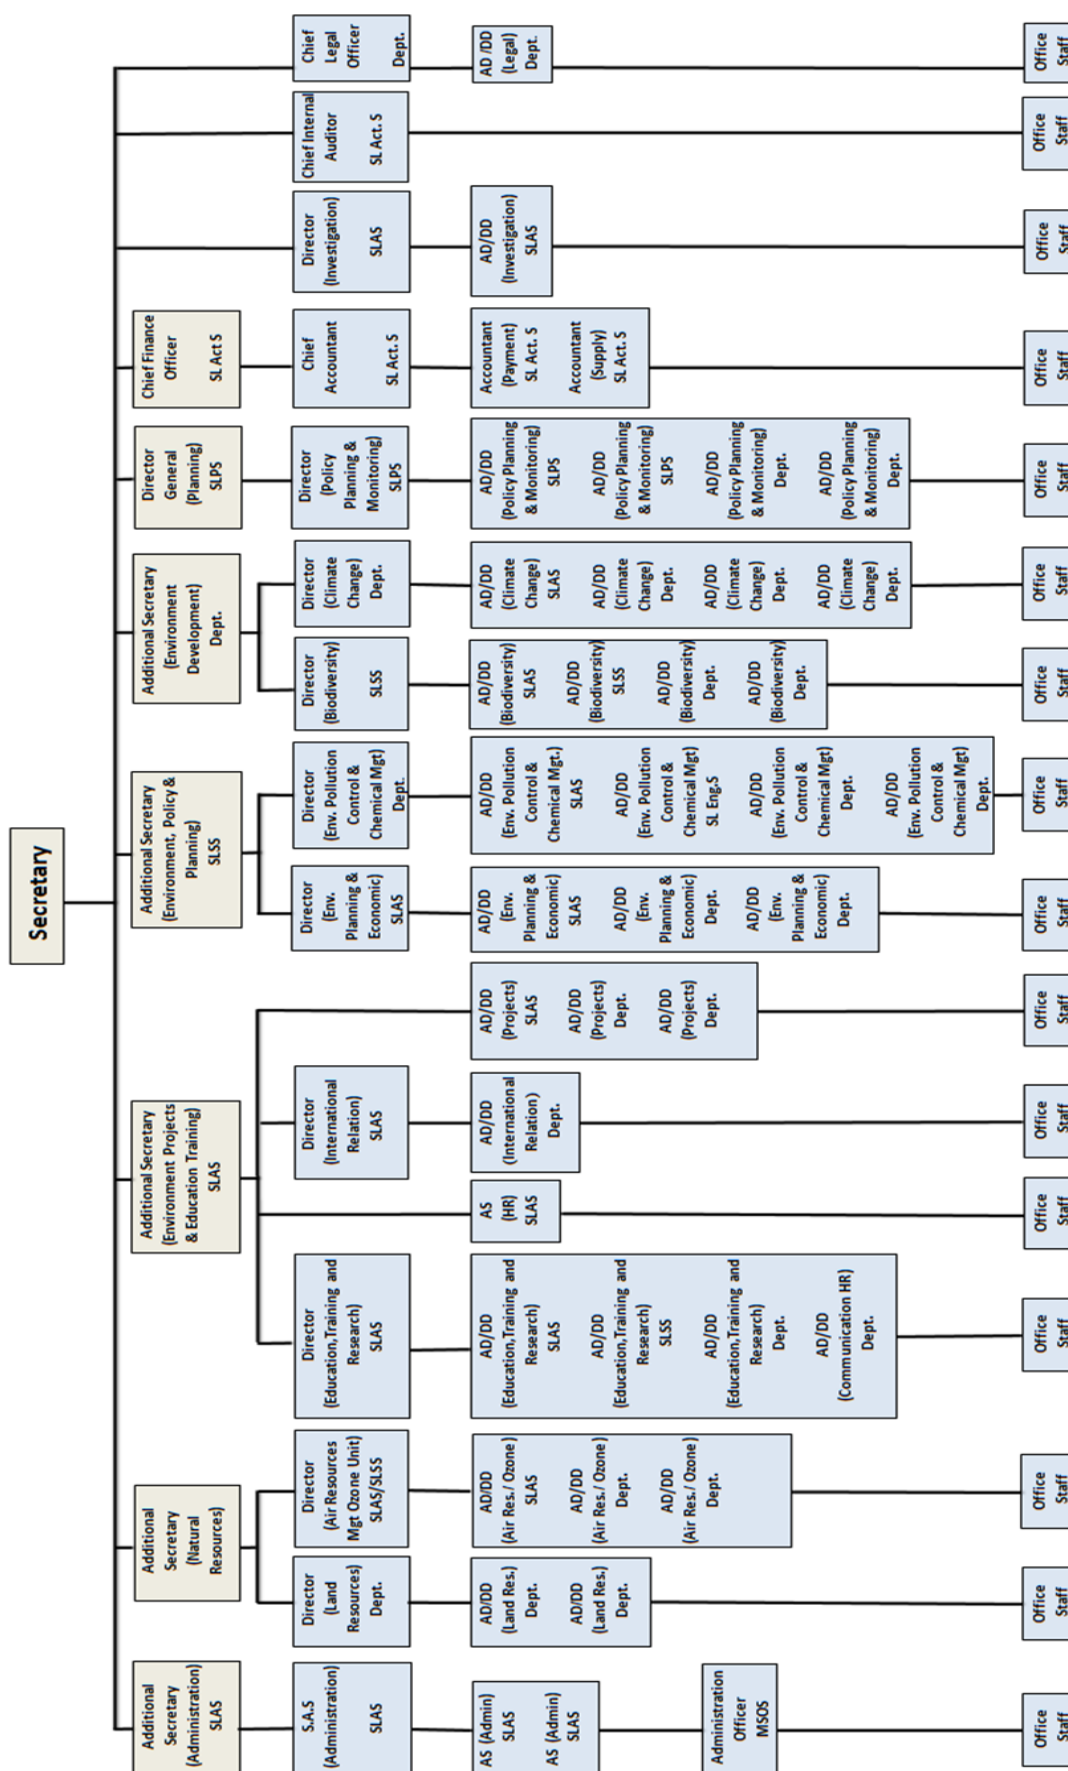 Secretary
Additional
Secretary
(Administration)
SLAS
Additional
Secretary
(Natural
Resources)
Additional Secretary
(Environment Projects
& Education Training)
SLAS
Additional Secretary
(Environment, Policy &
Planning)
SLSS
Additional Secretary
(Environment
Development)
Dept.
Director
General
(Planning)
SLPS
Chief Finance
Officer
SL Act S
S.A.S
(Administration)
SLAS
Director
(Land
Resources)
Dept.
Director
(Air Resources
Mgt Ozone Unit)
SLAS/SLSS
Director
(Education,Training and
Research)
SLAS
Director
(International
Relation)
SLAS
Director
(Env.
Planning &
Economic)
SLAS
Director
(Env. Pollution
Control &
Chemical Mgt)
Dept.
Director
(Biodiversity)
SLSS
Director
(Climate
Change)
Dept.
Director
(Policy
Planning &
Monitoring)
SLPS
Chief
Accountant
SL Act. S
Director
(Investigation)
SLAS
Chief Internal
Auditor
SL Act. S
Chief
Legal
Officer
Dept.
AS (Admin)
SLAS
AS (Admin)
SLAS
Administration
Officer
MSOS
AD/DD
(Land Res.)
Dept.
AD/DD
(Land Res.)
Dept.
AD/DD
(Air Res./ Ozone )
SLAS
AD/DD
(Air Res./ Ozone)
Dept.
AD/DD
(Air Res./ Ozone )
Dept.
AD/DD
(Education,Training and
Research)
SLAS
AD/DD
(Education,Training and
Research)
SLSS
AD/DD
(Education,Training and
Research)
Dept.
AD/DD
(Communication HR)
Dept.
AS
(HR)
SLAS
AD/DD
(International
Relation)
Dept.
AD/DD
(Projects)
SLAS
AD/DD
(Projects)
Dept.
AD/DD
(Projects)
Dept.
AD/DD
(Env.
Planning &
Economic)
SLAS
AD/DD
(Env.
Planning &
Economic)
Dept.
AD/DD
(Env.
Planning &
Economic)
Dept.
AD/DD
(Env. Pollution
Control &
Chemical Mgt.)
SLAS
AD/DD
(Env. Pollution
Control &
Chemical Mgt)
SL Eng.S
AD/DD
(Env. Pollution
Control &
Chemical Mgt)
Dept.
AD/DD
(Env. Pollution
Control &
Chemical Mgt)
Dept.
AD/DD
(Biodiversity)
SLAS
AD/DD
(Biodiversity)
SLSS
AD/DD
(Biodiversity)
Dept.
AD/DD
(Biodiversity)
Dept.
AD/DD
(Climate
Change)
SLAS
AD/DD
(Climate
Change)
Dept.
AD/DD
(Climate
Change)
Dept.
AD/DD
(Climate
Change)
Dept.
AD/DD
(Policy Planning
& Monitoring)
SLPS
AD/DD
(Policy Planning
& Monitoring)
SLPS
AD/DD
(Policy Planning
& Monitoring)
Dept.
AD/DD
(Policy Planning
& Monitoring)
Dept.
Accountant
(Payment)
SL Act. S
Accountant
(Supply)
SL Act. S
AD/DD
(Investigation)
SLAS
AD /DD
(Legal)
Dept.
Office
Staff
Office
Staff
Office
Staff
Office
Staff
Office
Staff
Office
Staff
Office
Staff
Office
Staff
Office
Staff
Office
Staff
Office
Staff
Office
Staff
Office
Staff
Office
Staff
Office
Staff
Office
Staff